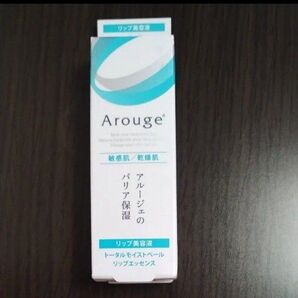 リップ美容液
Arouge
敏感肌/乾燥肌
アルージェの
バリア保湿
リップ美容液
トータルモイストベール
リップエッセンス